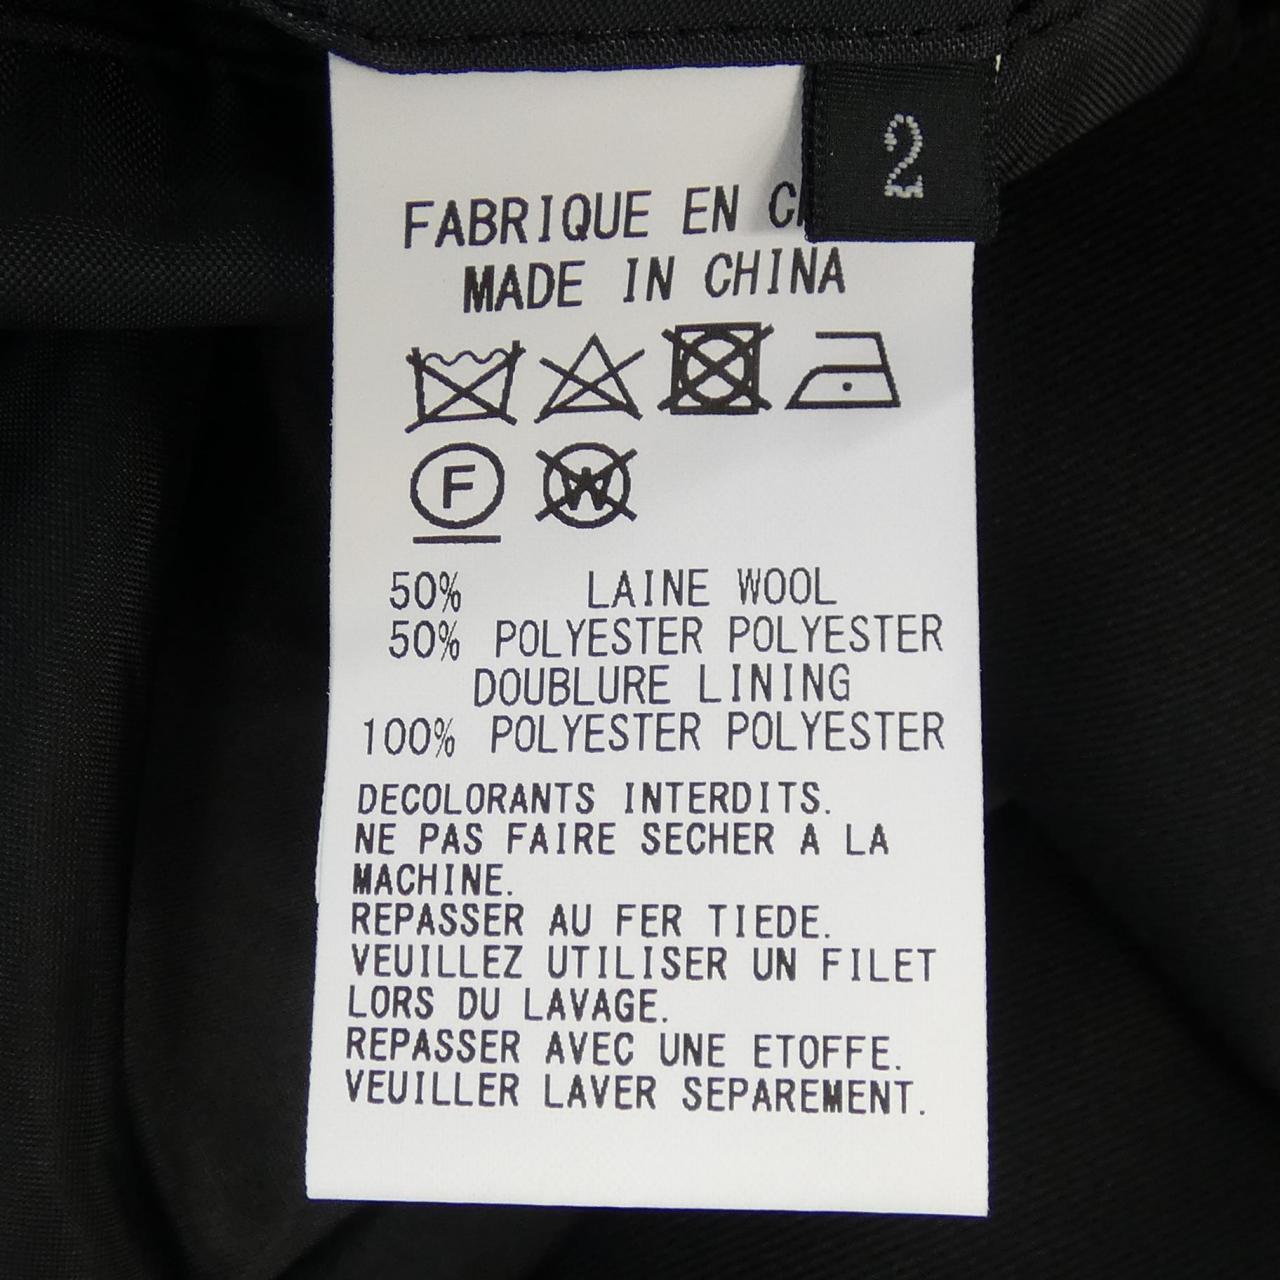 2
FABRIQUE EN
MADE IN CHINA
F
W
50% LAINE WOOL
50% POLYESTER POLYESTER
DOUBLURE LINING
100% POLYESTER POLYESTER
DECOLORANTS INTERDITS.
NE PAS FAIRE SECHER A LA
MACHINE.
REPASSER AU FER TIEDE.
VEUILLEZ UTILISER UN FILET
LORS DU LAVAGE.
REPASSER AVEC UNE ETOFFE.
VEUILLER LAVER SEPAREMENT.